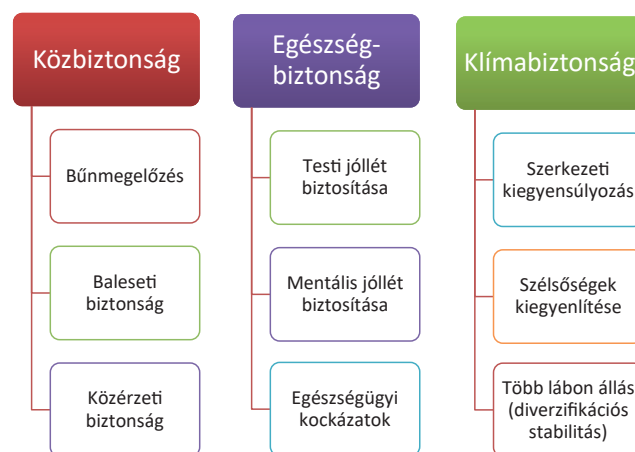 Közbiztonság
Bűnmegelőzés
Baleseti
biztonság
Közérzeti
biztonság
Egészség-
biztonság
Testi jóllét
biztosítása
Mentális jóllét
biztosítása
Egészségügyi
kockázatok
Klímabiztonság
Szerkezeti
kiegyensúlyozás
Szélsőségek
kiegyenlítése
Több lábon állás
(diverzifikációs
stabilitás)